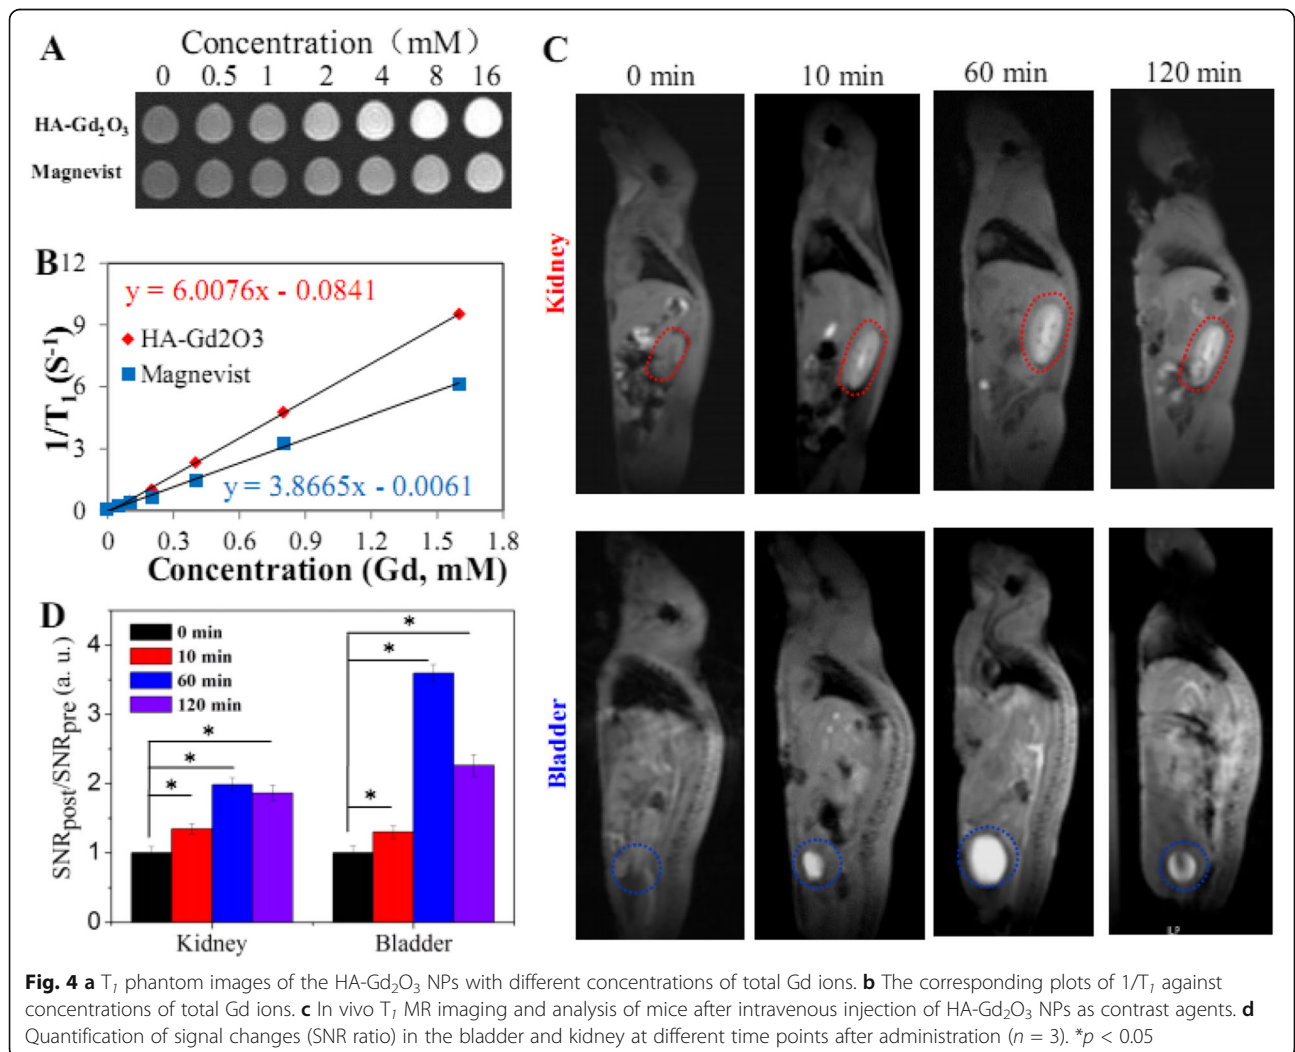 A
Concentration（mM）
0 0.5 1 2 4 8 16
HA-Gd₂O₃
Magnevist
B
12
9
6
3
0
1/T₁ (S⁻¹)
y = 6.0076x - 0.0841
HA-Gd2O3
Magnevist
y = 3.8665x - 0.0061
0 0.3 0.6 0.9 1.2 1.5 1.8
Concentration (Gd, mM)
C
0 min 10 min 60 min 120 min
Kidney
Bladder
ILP
D
4
3
2
1
0
SNRpost/SNRpre (a. u.)
0 min
10 min
60 min
120 min
* * *
* * *
Kidney Bladder
Fig. 4 a T₁ phantom images of the HA-Gd₂O₃ NPs with different concentrations of total Gd ions. b The corresponding plots of 1/T₁ against
concentrations of total Gd ions. c In vivo T₁ MR imaging and analysis of mice after intravenous injection of HA-Gd₂O₃ NPs as contrast agents. d
Quantification of signal changes (SNR ratio) in the bladder and kidney at different time points after administration (n = 3). *p < 0.05